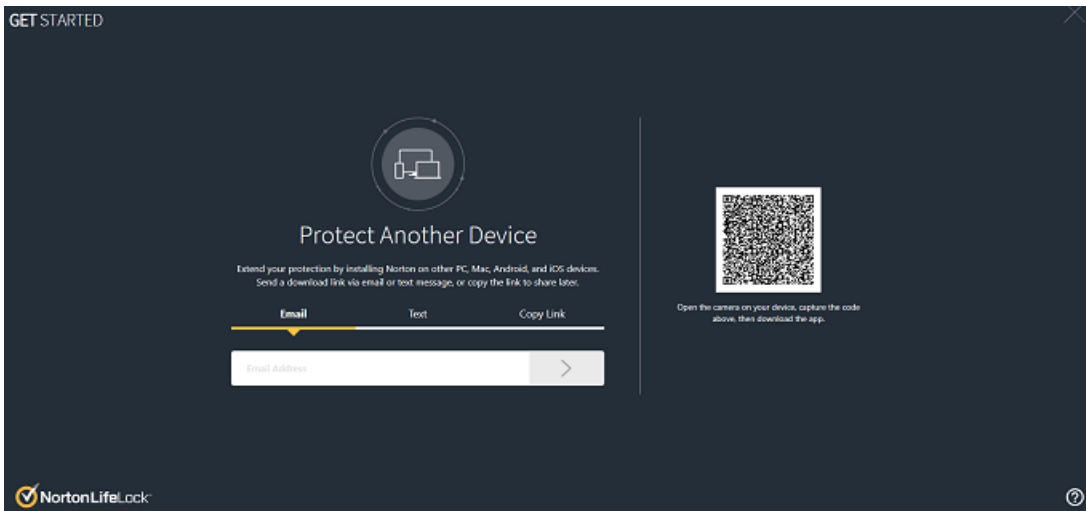 GET STARTED
Protect Another Device
Extend your protection by installing Norton on other PC, Mac, Android, and iOS devices.
Send a download link via email or text message, or copy the link to share later.
Email Text Copy Link
Email Address
Open the camera on your device, capture the code
above, then download the app.
NortonLifeLock